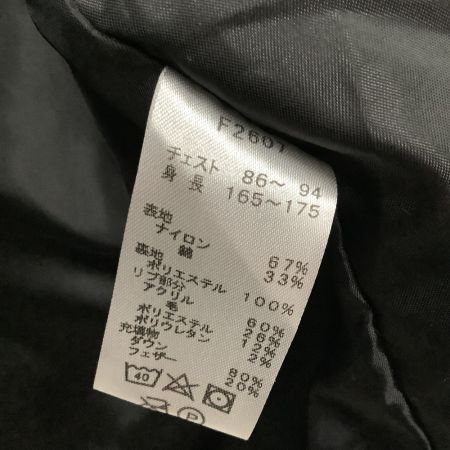 F2601
チェスト 86～ 94
身長 165～175
表地
ナイロン 67%
綿 33%
裏地
ポリエステル 100%
リブ部分
アクリル 60%
毛 26%
ポリエステル 12%
ポリウレタン 2%
充填物
ダウン 80%
フェザー 20%
40
P